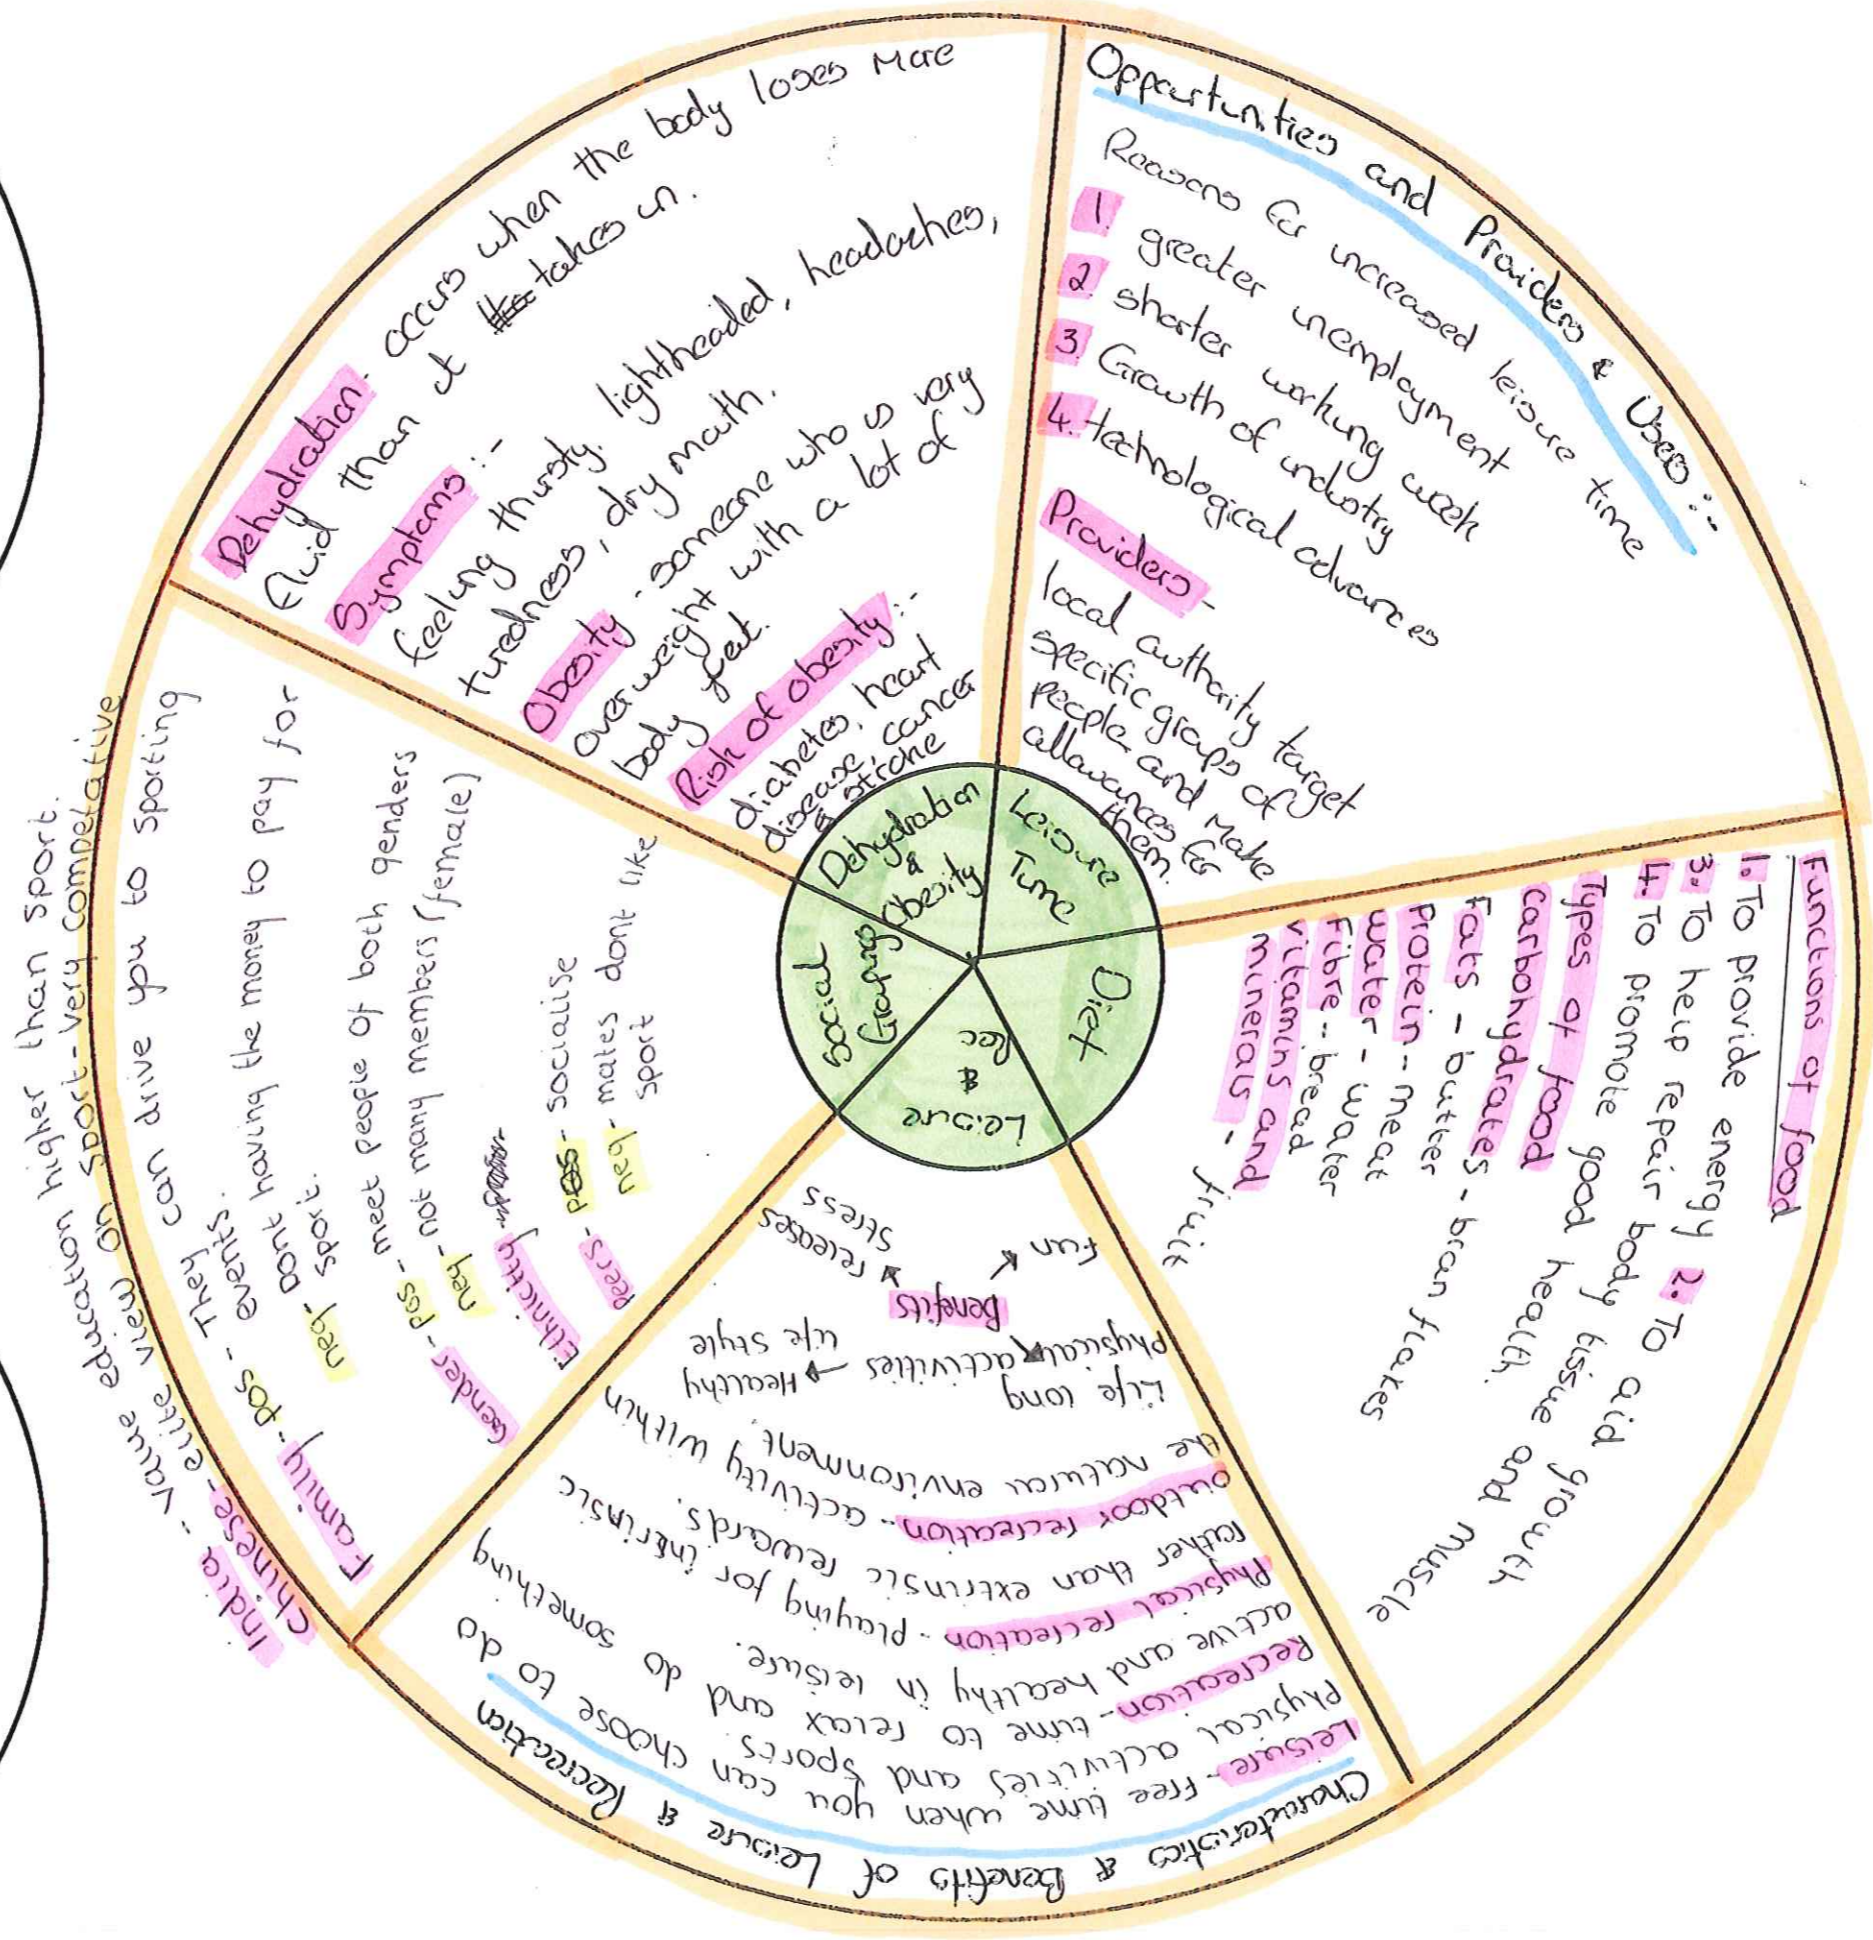 Opportunities and Providers & Users :-
Reasons for increased leisure time
1. greater unemployment
2. shorter working week
3. Growth of industry
4. technological advances
Providers -
local authority target
specific groups of
people and make
allowances for
them.
Functions of food
1. To provide energy 2. To aid growth
3. To help repair body tissue and muscle
4. To promote good health.
Types of food
Carbohydrates - bran flakes
Fats - butter
Protein - meat
water - water
Fibre - bread
vitamins and
minerals - fruit
Characteristics & Benefits of Leisure & Recreation
Leisure - free time when you can choose to do
Physical activities and sports.
Recreation - time to relax and do something
active and healthy in leisure.
Physical recreation - playing for intrinsic
rather than extrinsic rewards.
Outdoor recreation - activity within
the natural environment.
Life long
Physical activities
Healthy
life style
Benefits
releases
stress
fun
Family - pos - They can drive you to sporting
events.
neg - Dont having the money to pay for
sport.
Gender - pos - meet people of both genders
neg - not many members (female)
Ethnicitiy
Peers - pos - socialise
neg - mates dont like
sport
India - value education higher than sport.
Chinese - elite view on sport - very competative
Dehydration - occurs when the body loses more
fluid than it takes in.
Symptoms :-
feeling thirsty, lightheaded, headaches,
tiredness, dry mouth.
Obesity - someone who is very
overweight with a lot of
body fat.
Risk of obesity :-
diabetes, heart
disease, cancer
& stroke
Dehydration
&
Obesity
Leisure
Time
Diet
Leisure
&
Rec
Social
Groupings